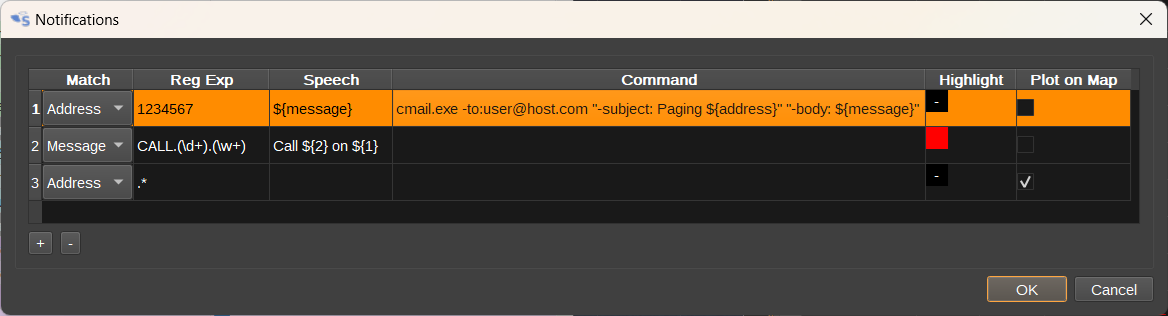 Notifications
Match Reg Exp Speech Command Highlight Plot on Map
1 Address 1234567 ${message} cmail.exe -to:user@host.com "-subject: Paging ${address}" "-body: ${message}" -
2 Message CALL.(\d+).(\w+) Call ${2} on ${1}
3 Address .* -
+ -
OK Cancel